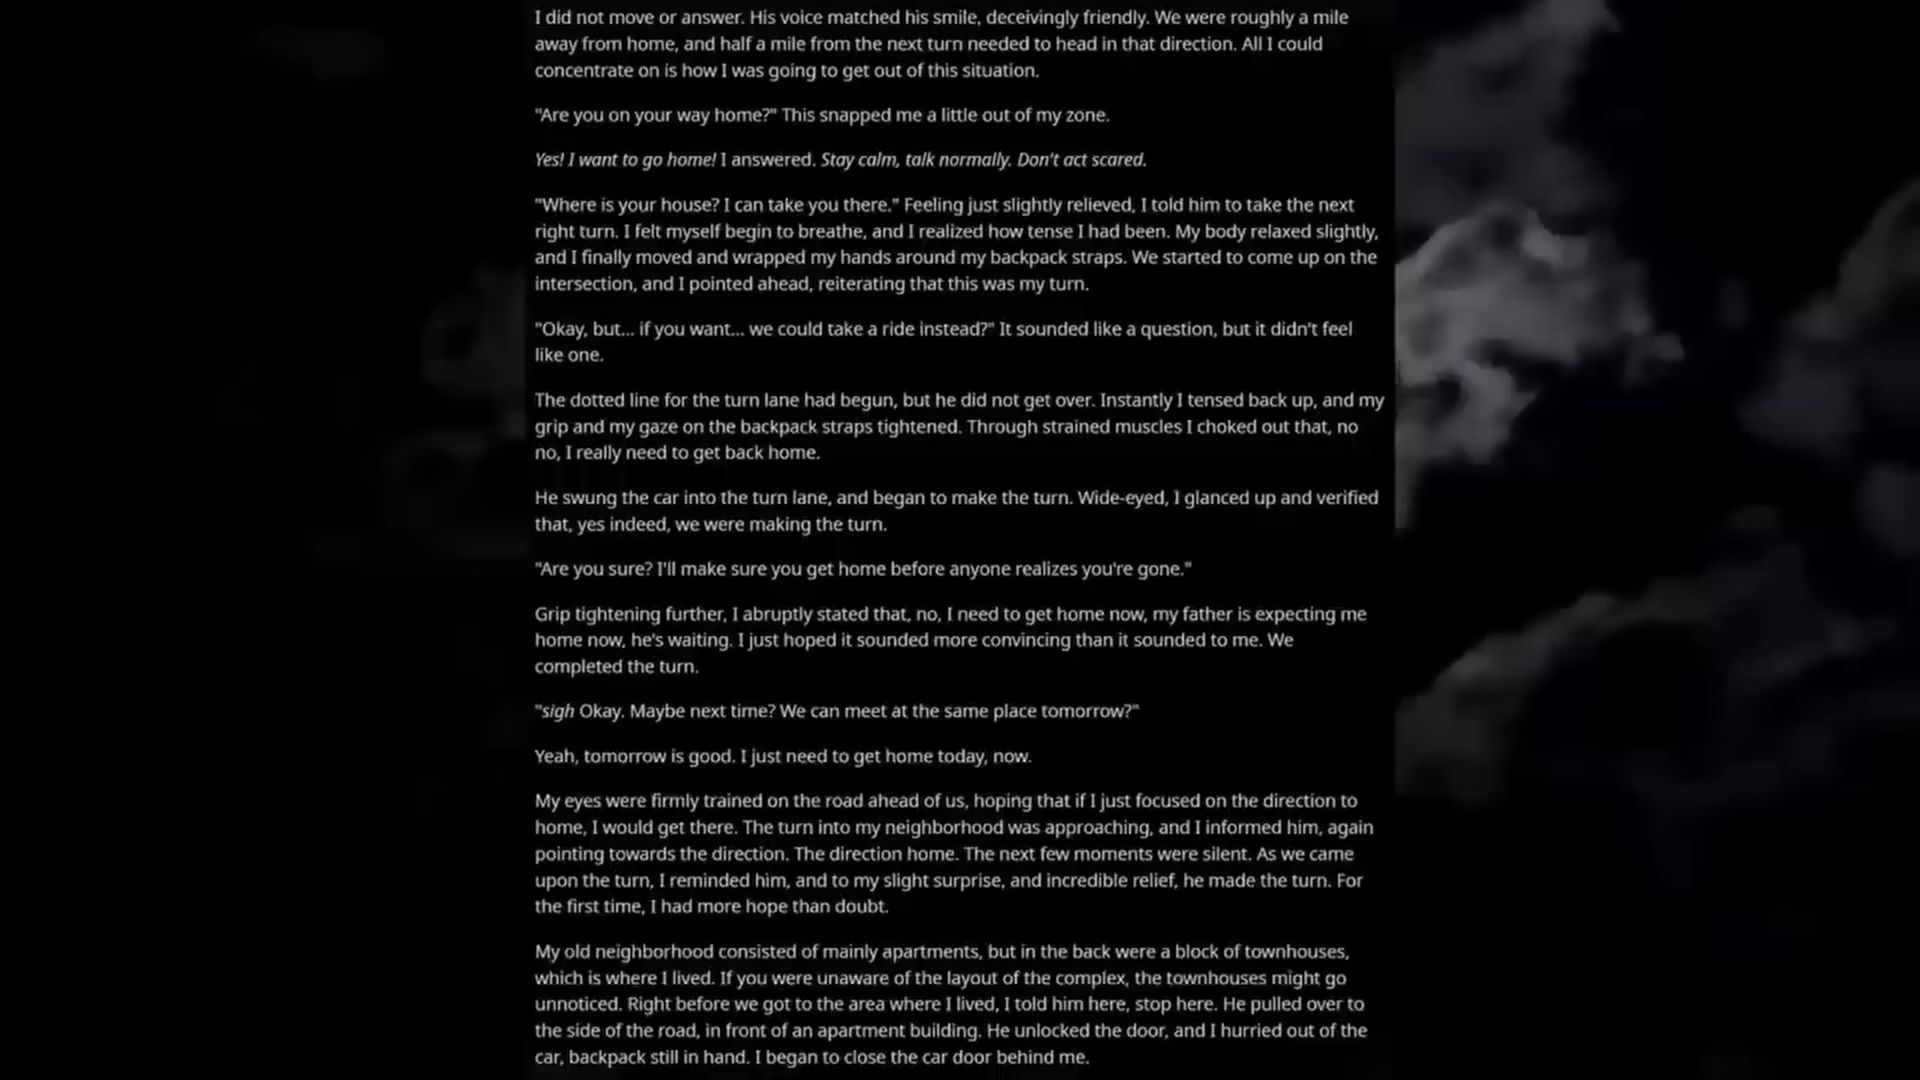 I did not move or answer. His voice matched his smile, deceivingly friendly. We were roughly a mile
away from home, and half a mile from the next turn needed to head in that direction. All I could
concentrate on is how I was going to get out of this situation.
"Are you on your way home?" This snapped me a little out of my zone.
Yes! I want to go home! I answered. Stay calm, talk normally. Don't act scared.
"Where is your house? I can take you there." Feeling just slightly relieved, I told him to take the next
right turn. I felt myself begin to breathe, and I realized how tense I had been. My body relaxed slightly,
and I finally moved and wrapped my hands around my backpack straps. We started to come up on the
intersection, and I pointed ahead, reiterating that this was my turn.
"Okay, but... if you want... we could take a ride instead?" It sounded like a question, but it didn't feel
like one.
The dotted line for the turn lane had begun, but he did not get over. Instantly I tensed back up, and my
grip and my gaze on the backpack straps tightened. Through strained muscles I choked out that, no
no, I really need to get back home.
He swung the car into the turn lane, and began to make the turn. Wide-eyed, I glanced up and verified
that, yes indeed, we were making the turn.
"Are you sure? I'll make sure you get home before anyone realizes you're gone."
Grip tightening further, I abruptly stated that, no, I need to get home now, my father is expecting me
home now, he's waiting. I just hoped it sounded more convincing than it sounded to me. We
completed the turn.
"sigh Okay. Maybe next time? We can meet at the same place tomorrow?"
Yeah, tomorrow is good. I just need to get home today, now.
My eyes were firmly trained on the road ahead of us, hoping that if I just focused on the direction to
home, I would get there. The turn into my neighborhood was approaching, and I informed him, again
pointing towards the direction. The direction home. The next few moments were silent. As we came
upon the turn, I reminded him, and to my slight surprise, and incredible relief, he made the turn. For
the first time, I had more hope than doubt.
My old neighborhood consisted of mainly apartments, but in the back were a block of townhouses,
which is where I lived. If you were unaware of the layout of the complex, the townhouses might go
unnoticed. Right before we got to the area where I lived, I told him here, stop here. He pulled over to
the side of the road, in front of an apartment building. He unlocked the door, and I hurried out of the
car, backpack still in hand. I began to close the car door behind me.